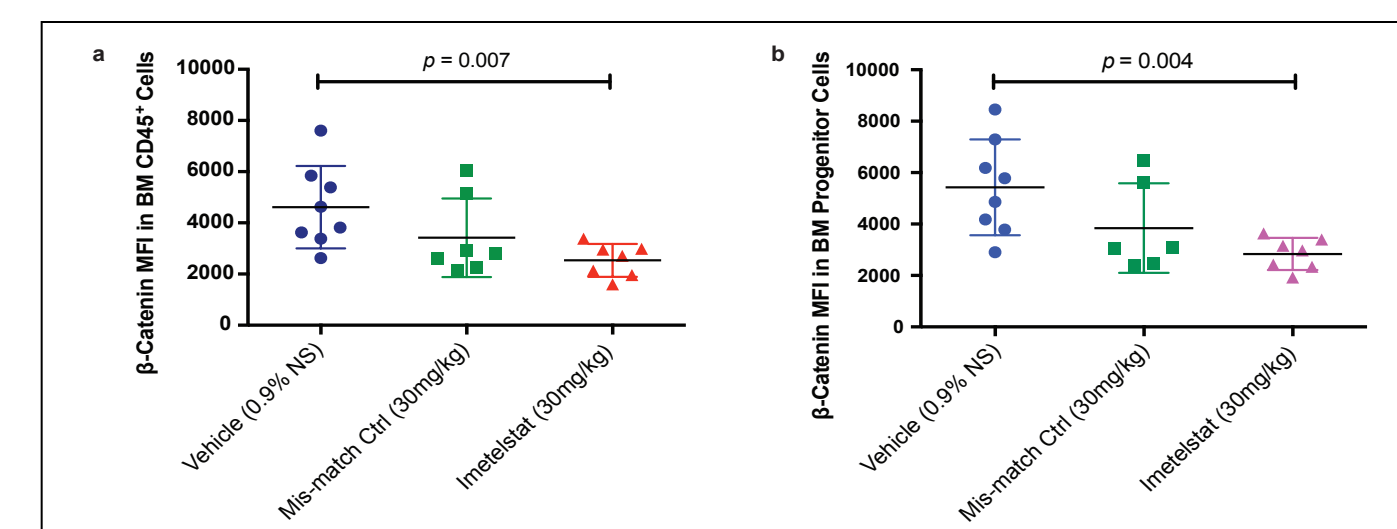 a
p = 0.007
β-Catenin MFI in BM CD45⁺ Cells
10000
8000
6000
4000
2000
0
Vehicle (0.9% NS)
Mis-match Ctrl (30mg/kg)
Imetelstat (30mg/kg)
b
p = 0.004
β-Catenin MFI in BM Progenitor Cells
10000
8000
6000
4000
2000
0
Vehicle (0.9% NS)
Mis-match Ctrl (30mg/kg)
Imetelstat (30mg/kg)